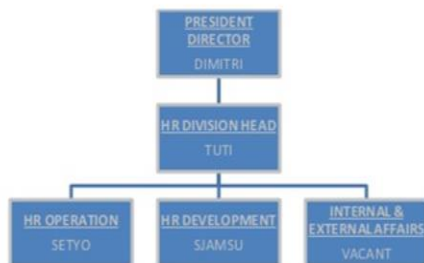 PRESIDENT
DIRECTOR
DIMITRI
HR DIVISION HEAD
TUTI
HR OPERATION
SETYO
HR DEVELOPMENT
SJAMSU
INTERNAL &
EXTERNAL AFFAIRS
VACANT